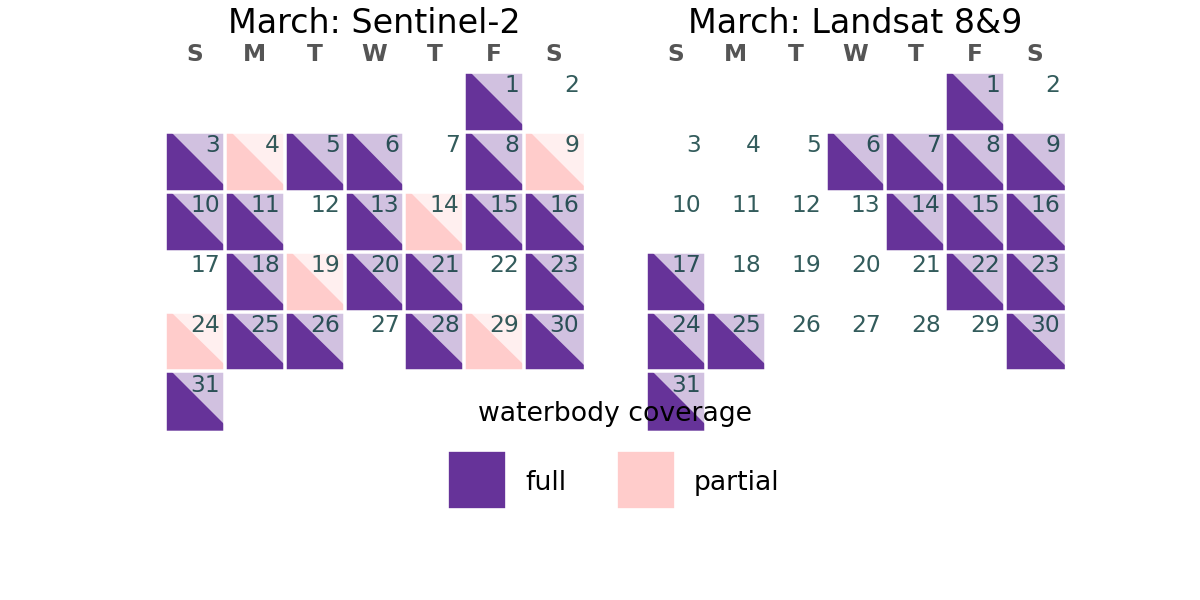 March: Sentinel-2
S M T W T F S
1 2
3 4 5 6 7 8 9
10 11 12 13 14 15 16
17 18 19 20 21 22 23
24 25 26 27 28 29 30
31
March: Landsat 8&9
S M T W T F S
1 2
3 4 5 6 7 8 9
10 11 12 13 14 15 16
17 18 19 20 21 22 23
24 25 26 27 28 29 30
31
waterbody coverage
full partial